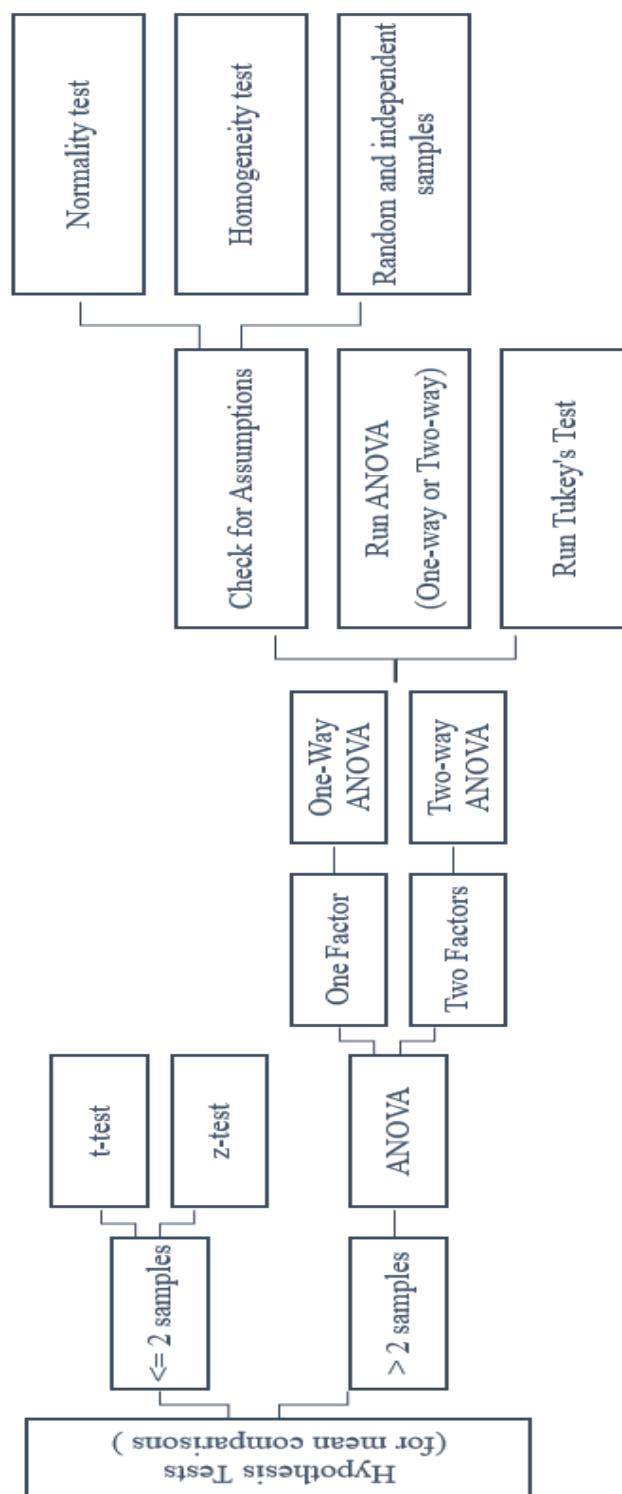 Hypothesis Tests
(for mean comparisons )
<= 2 samples
t-test
z-test
> 2 samples
ANOVA
One Factor
One-Way
ANOVA
Two Factors
Two-way
ANOVA
Check for Assumptions
Normality test
Homogeneity test
Random and independent
samples
Run ANOVA
(One-way or Two-way)
Run Tukey's Test